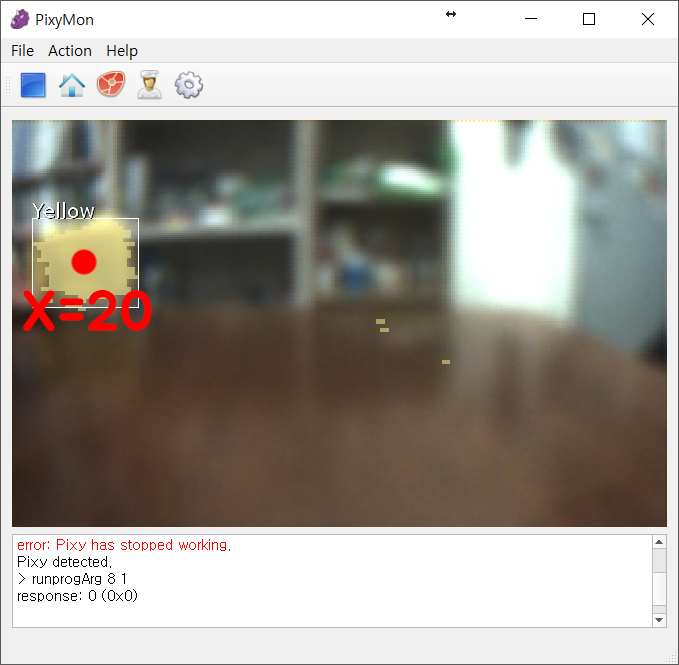 PixyMon
File Action Help
Yellow
X=20
error: Pixy has stopped working.
Pixy detected.
> runprogArg 8 1
response: 0 (0x0)